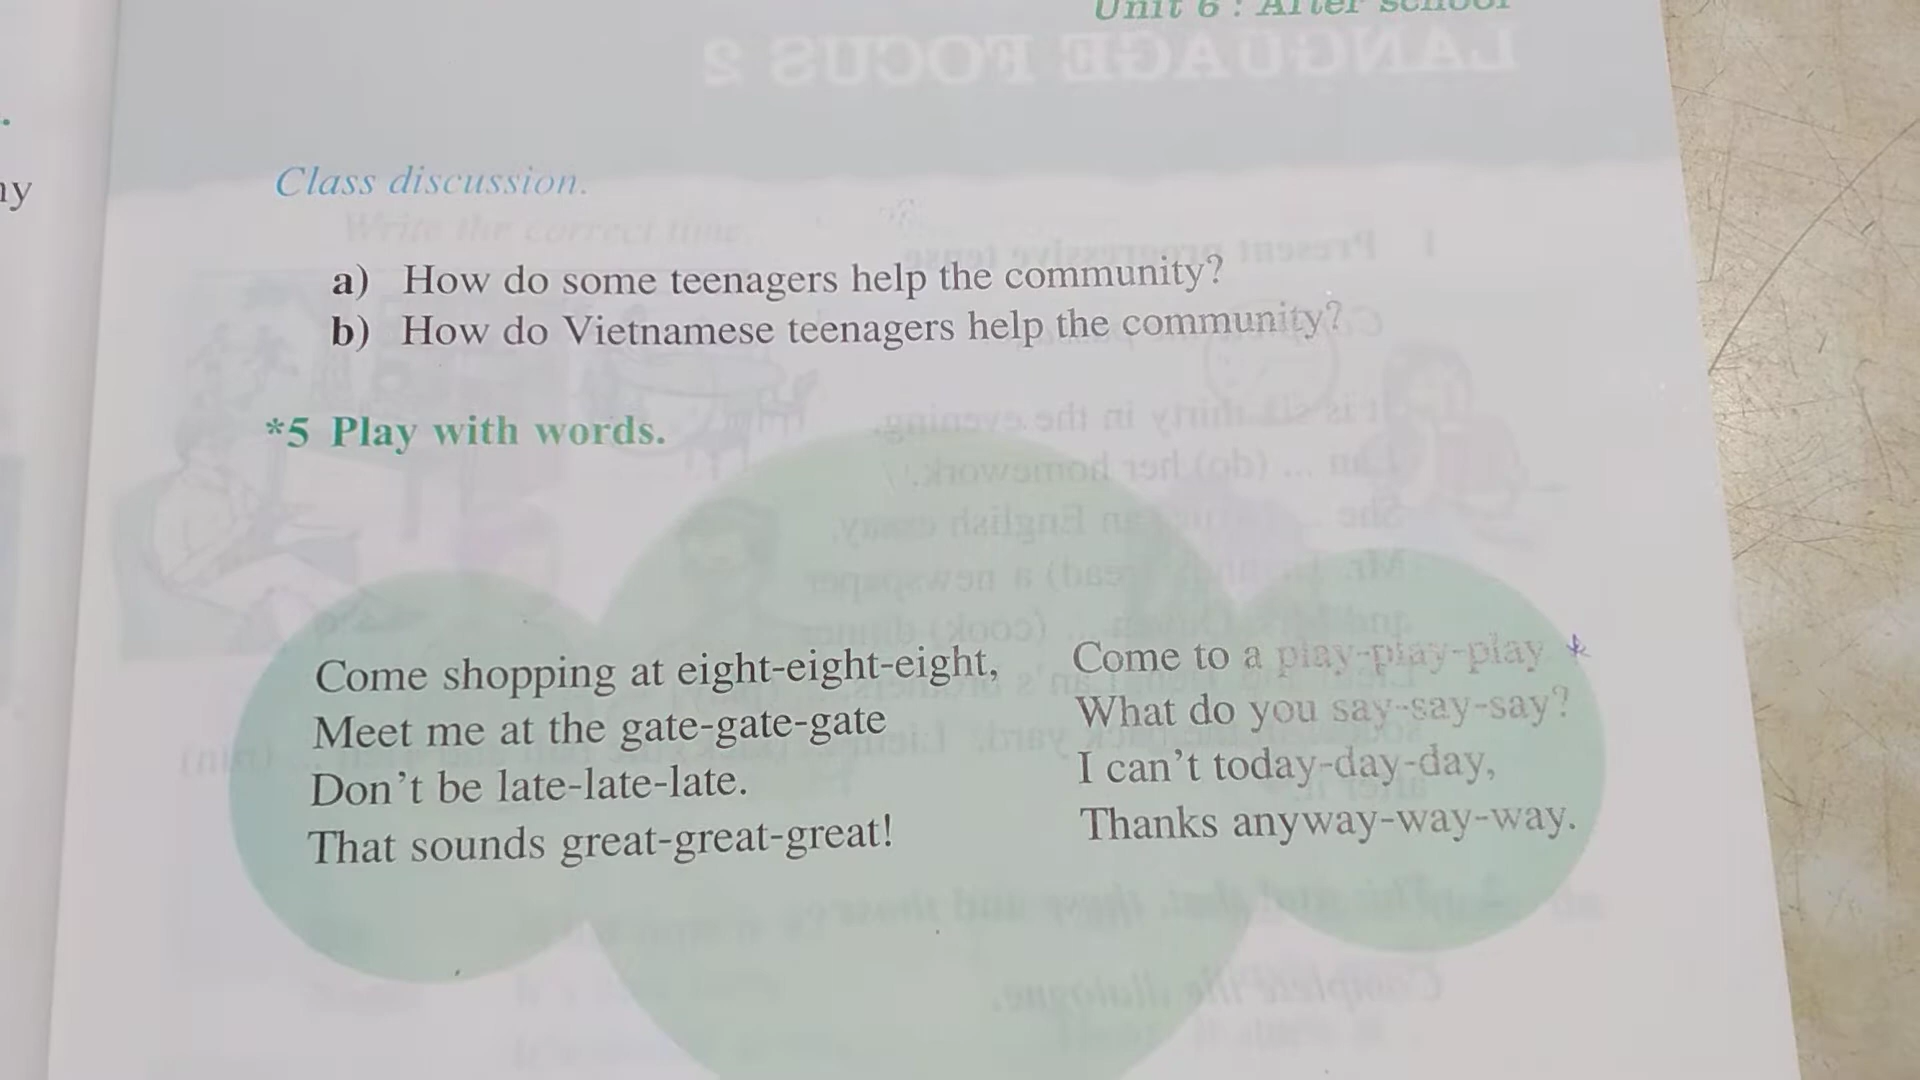 Unit 6 : After school
LANGUAGE FOCUS 2
Class discussion.
a) How do some teenagers help the community?
b) How do Vietnamese teenagers help the community?
*5 Play with words.
Come shopping at eight-eight-eight,
Meet me at the gate-gate-gate
Don't be late-late-late.
That sounds great-great-great!
Come to a play-play-play
What do you say-say-say?
I can't today-day-day,
Thanks anyway-way-way.